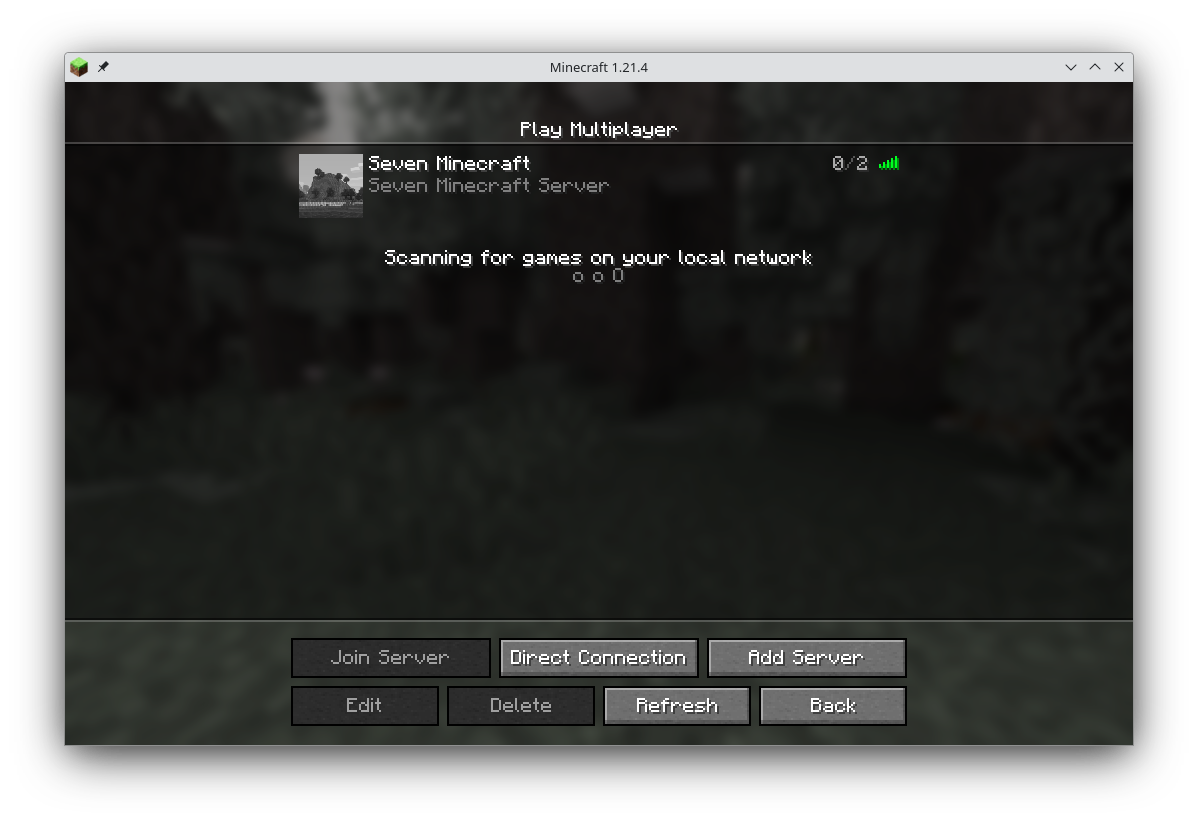 Minecraft 1.21.4
Play Multiplayer
Seven Minecraft 0/2
Seven Minecraft Server
Scanning for games on your local network
o o O
Join Server Direct Connection Add Server
Edit Delete Refresh Back